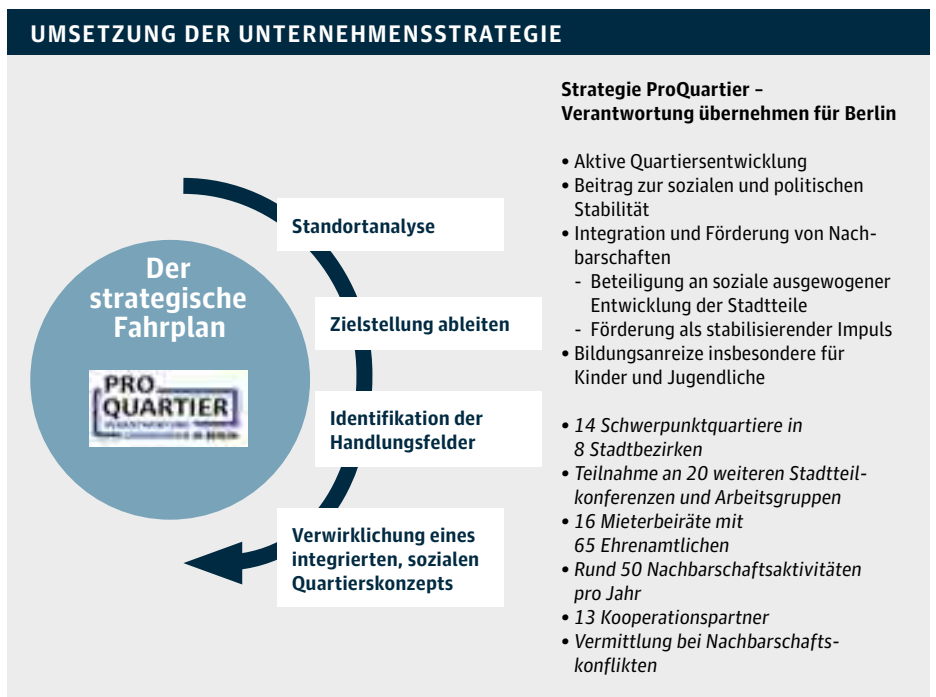 UMSETZUNG DER UNTERNEHMENSSTRATEGIE
Der
strategische
Fahrplan
PRO
QUARTIER
Standortanalyse
Zielstellung ableiten
Identifikation der
Handlungsfelder
Verwirklichung eines
integrierten, sozialen
Quartierskonzepts
Strategie ProQuartier –
Verantwortung übernehmen für Berlin
• Aktive Quartiersentwicklung
• Beitrag zur sozialen und politischen
Stabilität
• Integration und Förderung von Nach-
barschaften
- Beteiligung an soziale ausgewogener
Entwicklung der Stadtteile
- Förderung als stabilisierender Impuls
• Bildungsanreize insbesondere für
Kinder und Jugendliche
• 14 Schwerpunktquartiere in
8 Stadtbezirken
• Teilnahme an 20 weiteren Stadtteil-
konferenzen und Arbeitsgruppen
• 16 Mieterbeiräte mit
65 Ehrenamtlichen
• Rund 50 Nachbarschaftsaktivitäten
pro Jahr
• 13 Kooperationspartner
• Vermittlung bei Nachbarschafts-
konflikten